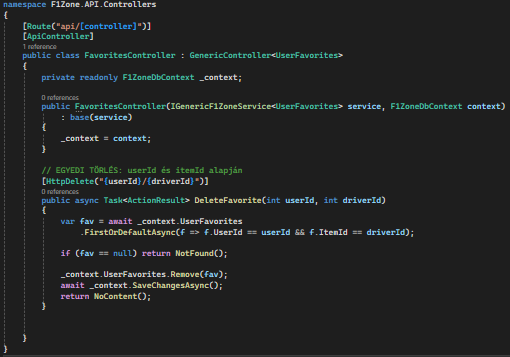 namespace F1Zone.API.Controllers
{
[Route("api/[controller]")]
[ApiController]
1 reference
public class FavoritesController : GenericController<UserFavorites>
{
private readonly F1ZoneDbContext _context;
0 references
public FavoritesController(IGenericF1ZoneService<UserFavorites> service, F1ZoneDbContext context)
: base(service)
{
_context = context;
}
// EGYEDI TÖRLÉS: userId és itemId alapján
[HttpDelete("{userId}/{driverId}")]
0 references
public async Task<ActionResult> DeleteFavorite(int userId, int driverId)
{
var fav = await _context.UserFavorites
.FirstOrDefaultAsync(f => f.UserId == userId && f.ItemId == driverId);
if (fav == null) return NotFound();
_context.UserFavorites.Remove(fav);
await _context.SaveChangesAsync();
return NoContent();
}
}
}